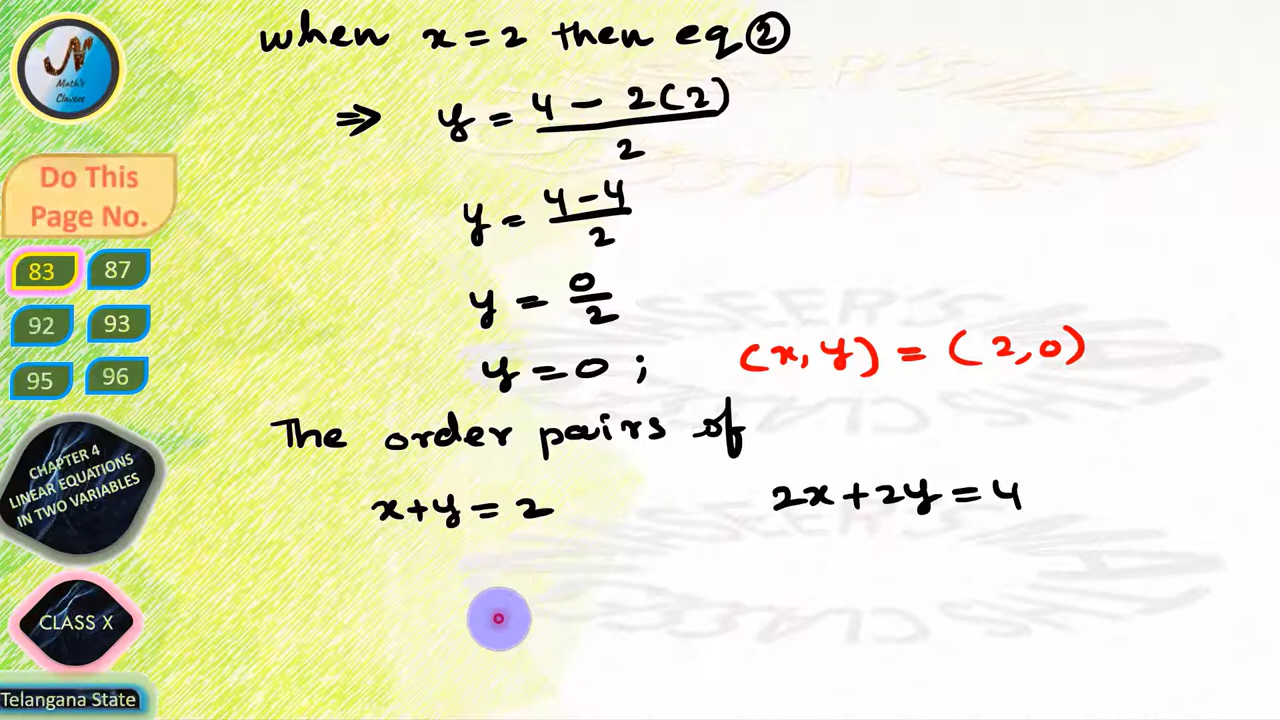 when x = 2 then eq ②
⇒ y = 4 - 2(2) / 2
y = 4 - 4 / 2
y = 0 / 2
y = 0 ; (x, y) = (2, 0)
The order pairs of
x + y = 2 2x + 2y = 4
N
Math's
Do This
Page No.
83 87
92 93
95 96
CHAPTER 4
LINEAR EQUATIONS
IN TWO VARIABLES
CLASS X
Telangana State